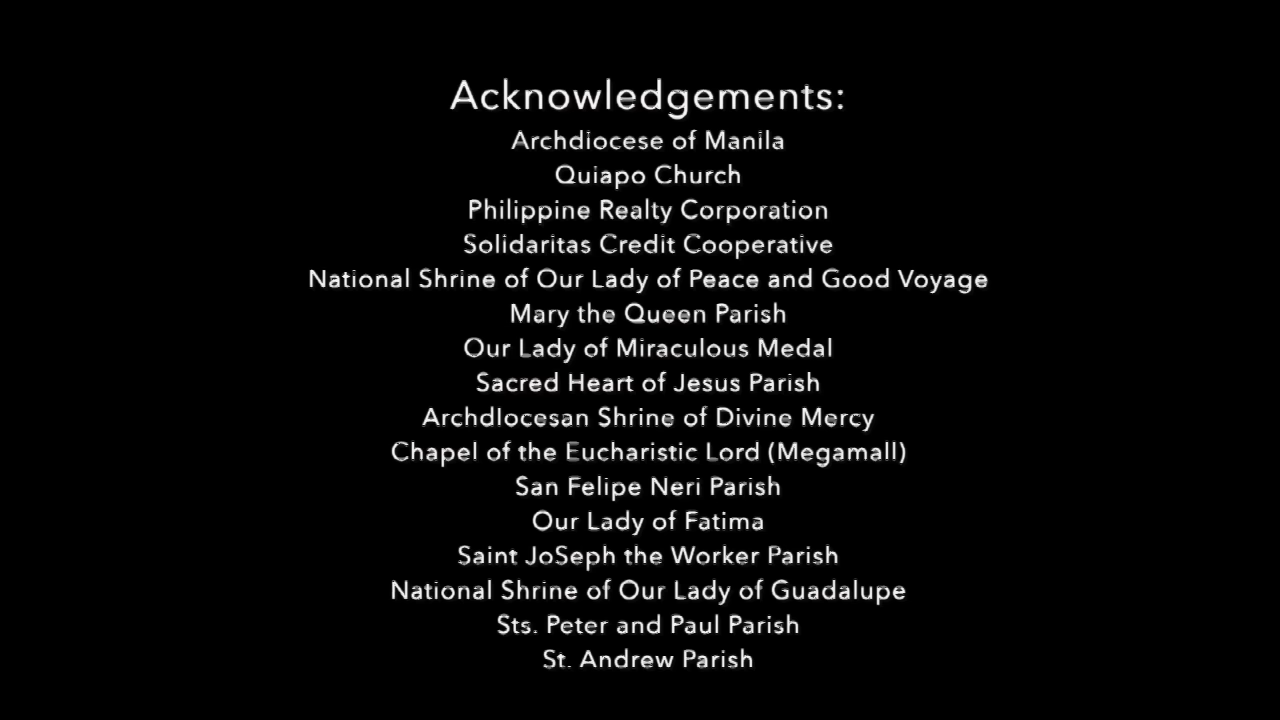 Acknowledgements:
Archdiocese of Manila
Quiapo Church
Philippine Realty Corporation
Solidaritas Credit Cooperative
National Shrine of Our Lady of Peace and Good Voyage
Mary the Queen Parish
Our Lady of Miraculous Medal
Sacred Heart of Jesus Parish
ArchdIocesan Shrine of Divine Mercy
Chapel of the Eucharistic Lord (Megamall)
San Felipe Neri Parish
Our Lady of Fatima
Saint JoSeph the Worker Parish
National Shrine of Our Lady of Guadalupe
Sts. Peter and Paul Parish
St. Andrew Parish